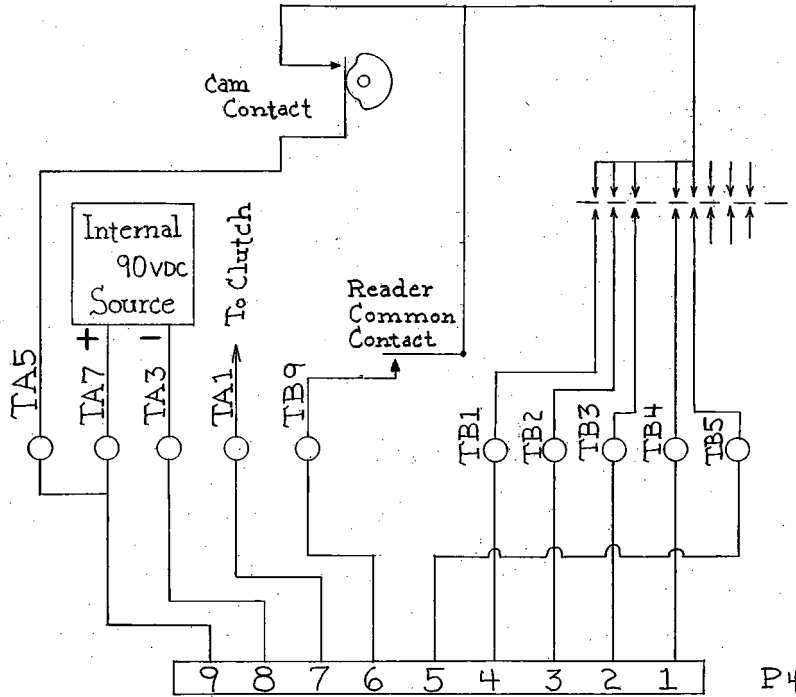 Cam
Contact
Internal
90VDC
Source
+
-
To Clutch
Reader
Common
Contact
TA5
TA7
TA3
TA1
TB9
TB1
TB2
TB3
TB4
TB5
9 8 7 6 5 4 3 2 1
P4